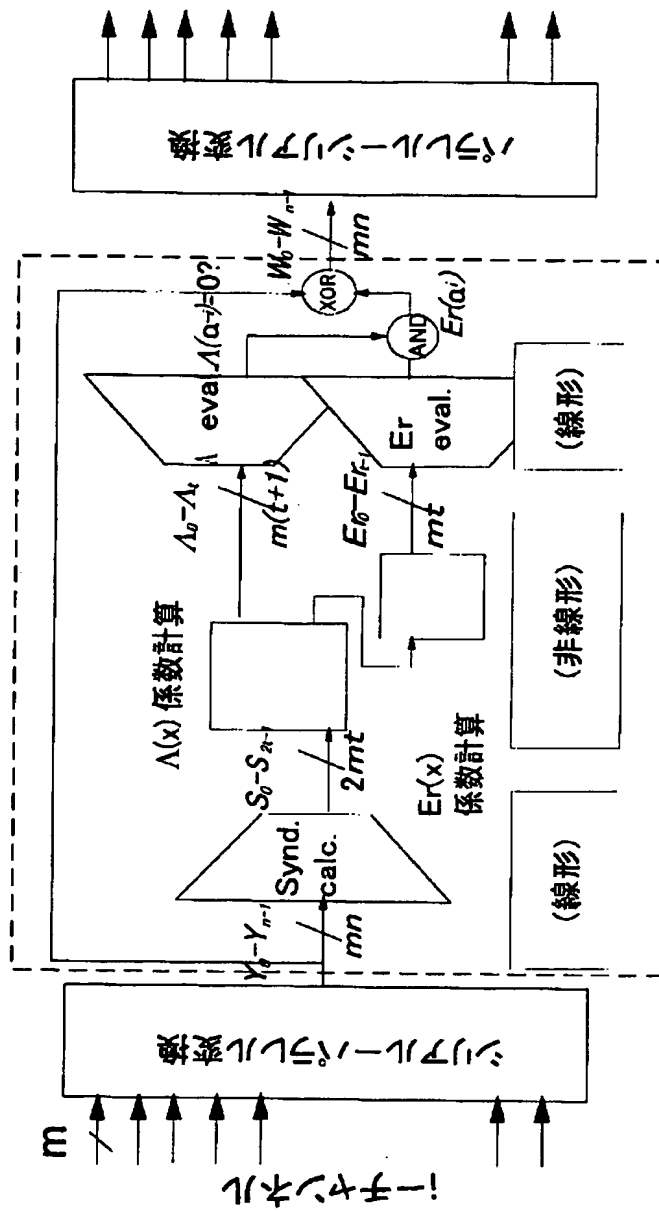 i－チャンネル
m
シリアル－パラレル
変換
Y₀−Yₙ₋₁
mn
Synd.
calc.
S₀−S₂ₜ₋₁
2mt
Λ(x) 係数計算
Er(x)
係数計算
Λ₀−Λₜ
m(t+1)
Er₀−Erₜ₋₁
mt
Λ
eval.
Λ(α⁻ⁱ)=0?
Er
eval.
AND
Er(αi)
XOR
W₀−Wₙ₋₁
mn
パラレル－シリアル
変換
(線形)
(非線形)
(線形)